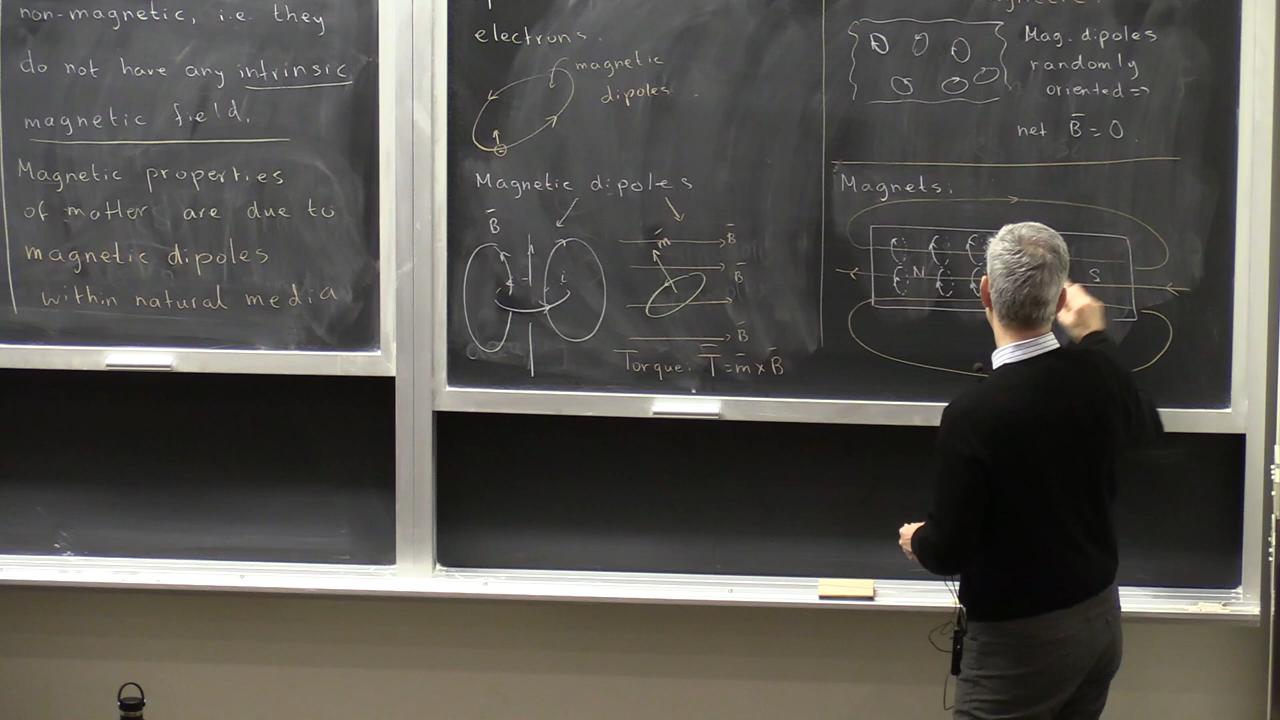 non-magnetic, i.e. they
do not have any intrinsic
magnetic field.
Magnetic properties
of matter are due to
magnetic dipoles
within natural media
electrons.
magnetic
dipoles
Magnetic dipoles
B̄
i
m̄
B̄
B̄
B̄
Torque: T̄ = m̄ × B̄
Mag. dipoles
randomly
oriented =>
net B̄ = 0.
Magnets:
N
S